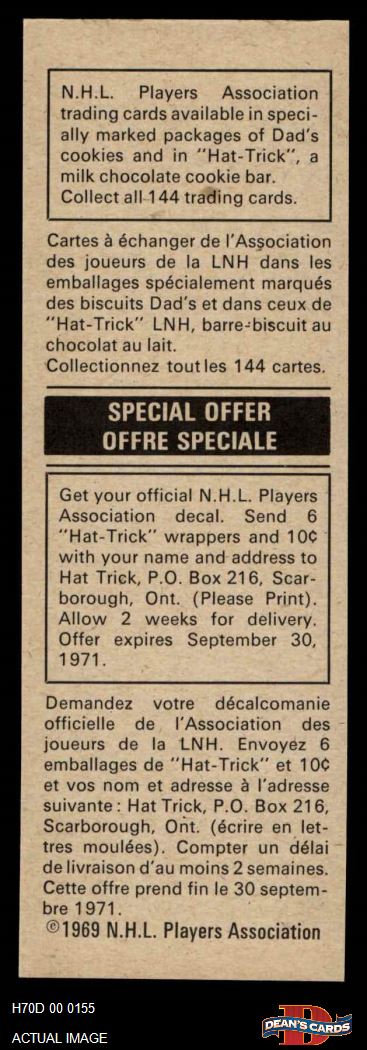 N.H.L. Players Association
trading cards available in speci-
ally marked packages of Dad's
cookies and in "Hat-Trick", a
milk chocolate cookie bar.
Collect all 144 trading cards.
Cartes à échanger de l'Association
des joueurs de la LNH dans les
emballages spécialement marqués
des biscuits Dad's et dans ceux de
"Hat-Trick" LNH, barre-biscuit au
chocolat au lait.
Collectionnez tout les 144 cartes.
SPECIAL OFFER
OFFRE SPECIALE
Get your official N.H.L. Players
Association decal. Send 6
"Hat-Trick" wrappers and 10¢
with your name and address to
Hat Trick, P.O. Box 216, Scar-
borough, Ont. (Please Print).
Allow 2 weeks for delivery.
Offer expires September 30,
1971.
Demandez votre décalcomanie
officielle de l'Association des
joueurs de la LNH. Envoyez 6
emballages de "Hat-Trick" et 10¢
et vos nom et adresse à l'adresse
suivante : Hat Trick, P.O. Box 216,
Scarborough, Ont. (écrire en let-
tres moulées). Compter un délai
de livraison d'au moins 2 semaines.
Cette offre prend fin le 30 septem-
bre 1971.
©1969 N.H.L. Players Association
H70D 00 0155
ACTUAL IMAGE
DEAN'S CARDS